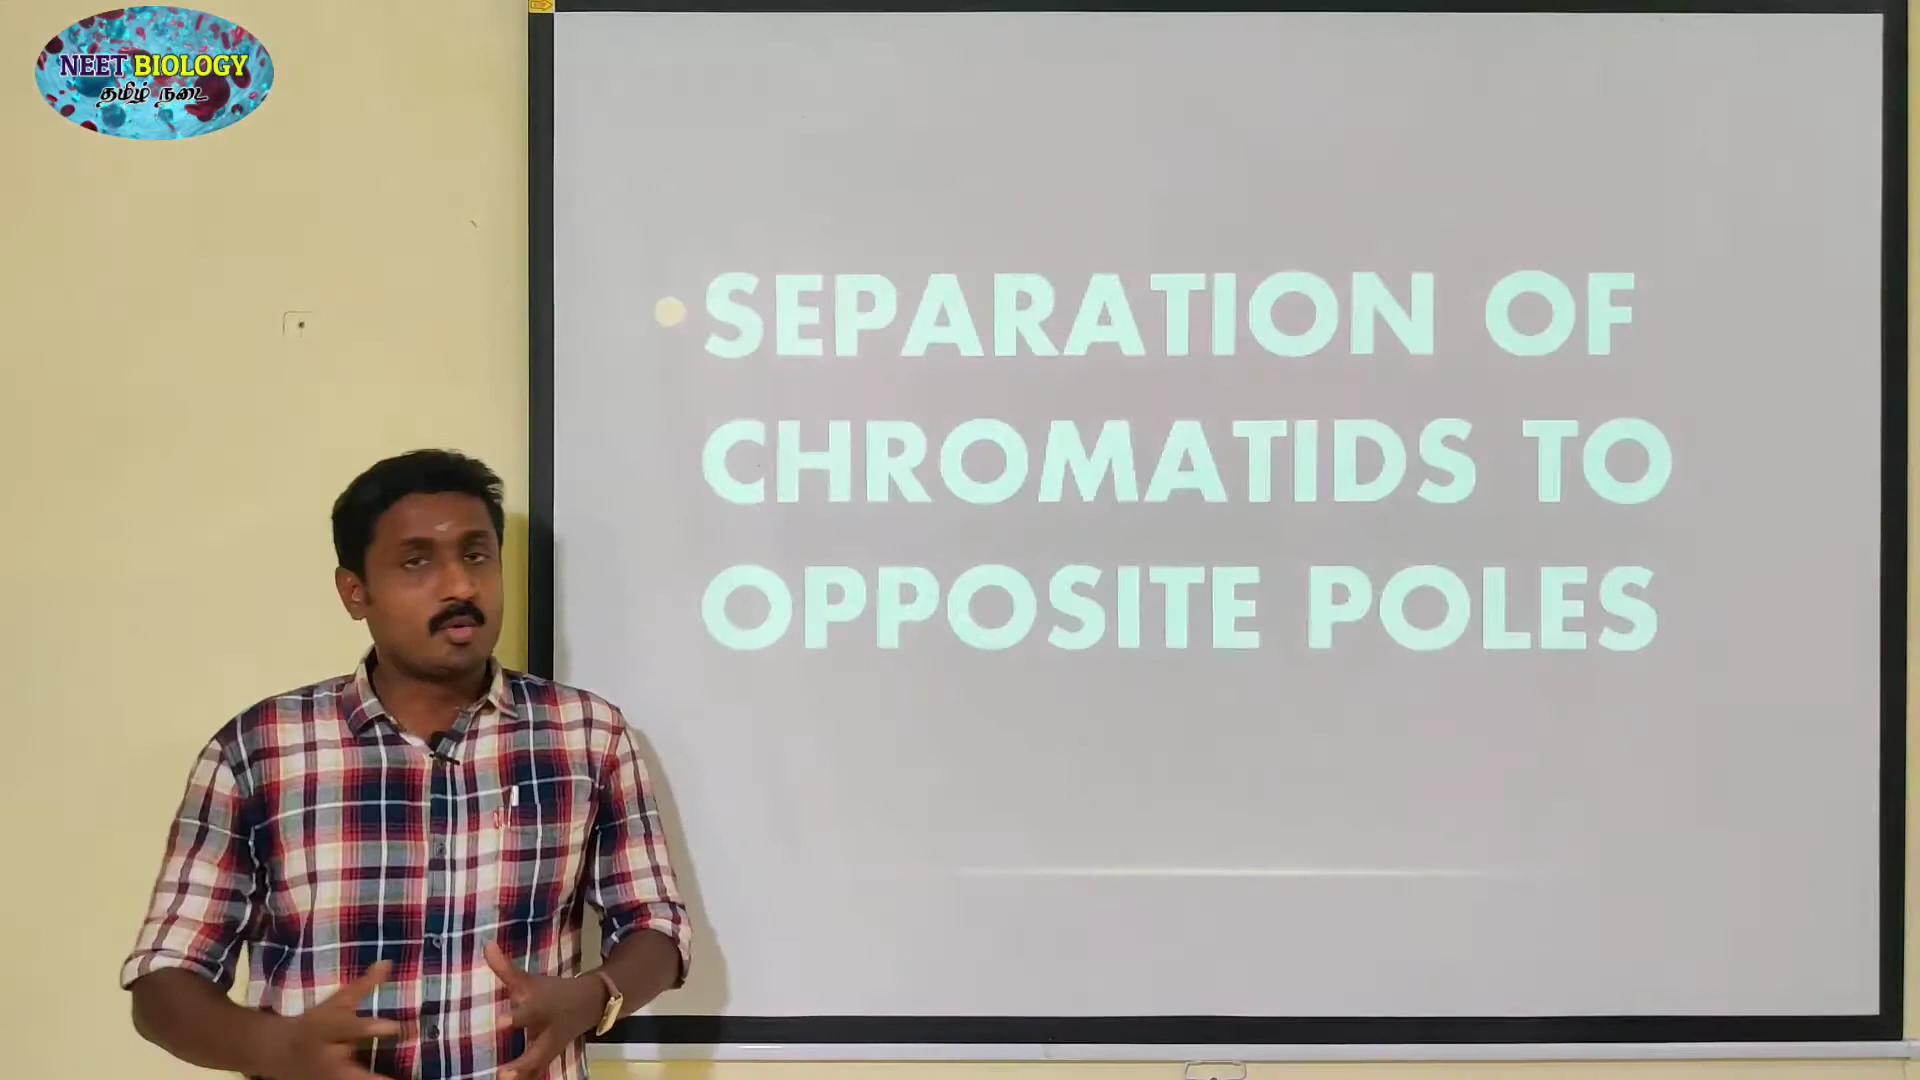 NEET BIOLOGY
தமிழ் நடை
• SEPARATION OF
CHROMATIDS TO
OPPOSITE POLES